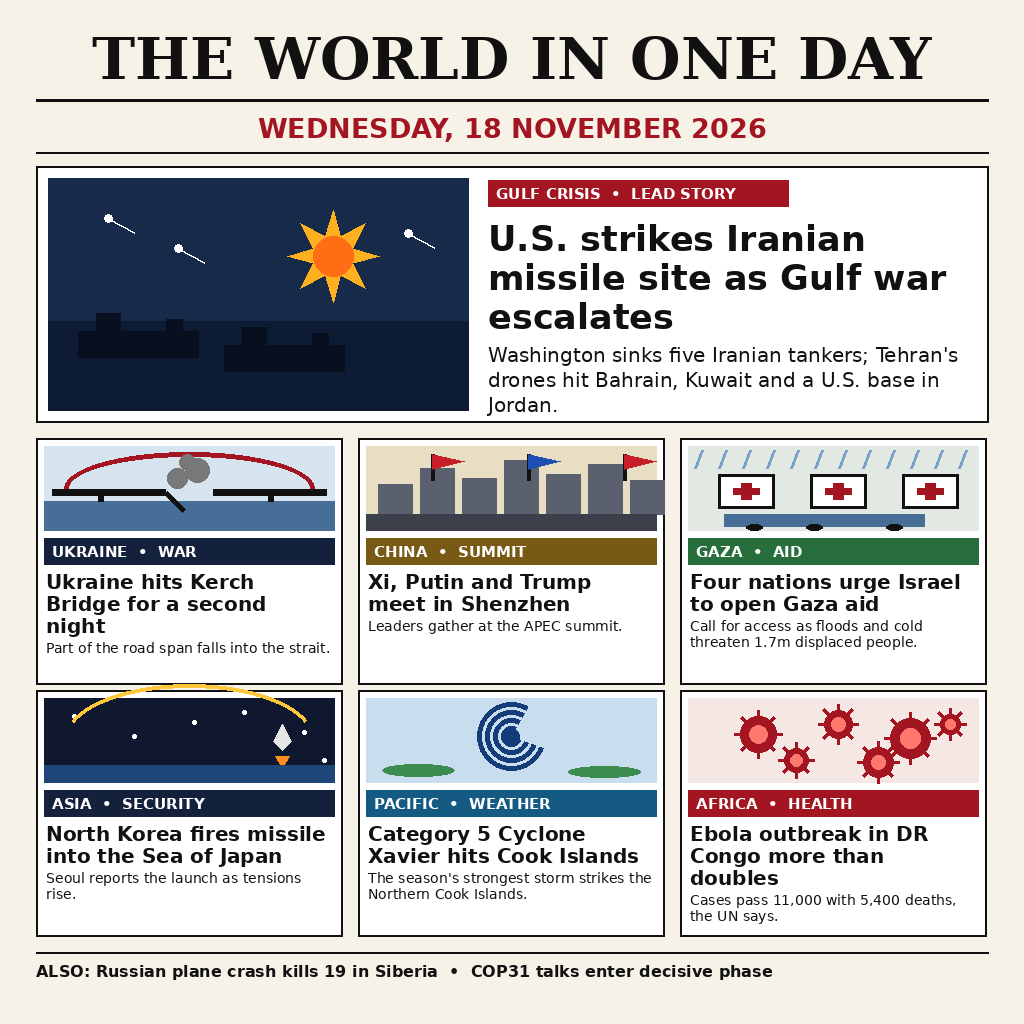 THE WORLD IN ONE DAY
WEDNESDAY, 18 NOVEMBER 2026
GULF CRISIS • LEAD STORY
U.S. strikes Iranian
missile site as Gulf war
escalates
Washington sinks five Iranian tankers; Tehran's
drones hit Bahrain, Kuwait and a U.S. base in
Jordan.
UKRAINE • WAR
Ukraine hits Kerch
Bridge for a second
night
Part of the road span falls into the strait.
CHINA • SUMMIT
Xi, Putin and Trump
meet in Shenzhen
Leaders gather at the APEC summit.
GAZA • AID
Four nations urge Israel
to open Gaza aid
Call for access as floods and cold
threaten 1.7m displaced people.
ASIA • SECURITY
North Korea fires missile
into the Sea of Japan
Seoul reports the launch as tensions
rise.
PACIFIC • WEATHER
Category 5 Cyclone
Xavier hits Cook Islands
The season's strongest storm strikes the
Northern Cook Islands.
AFRICA • HEALTH
Ebola outbreak in DR
Congo more than
doubles
Cases pass 11,000 with 5,400 deaths,
the UN says.
ALSO: Russian plane crash kills 19 in Siberia • COP31 talks enter decisive phase